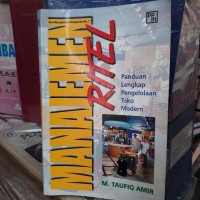 MANAJEMEN
RITEL
Panduan
Lengkap
Pengelolaan
Toko
Modern
M. TAUFIQ AMIR